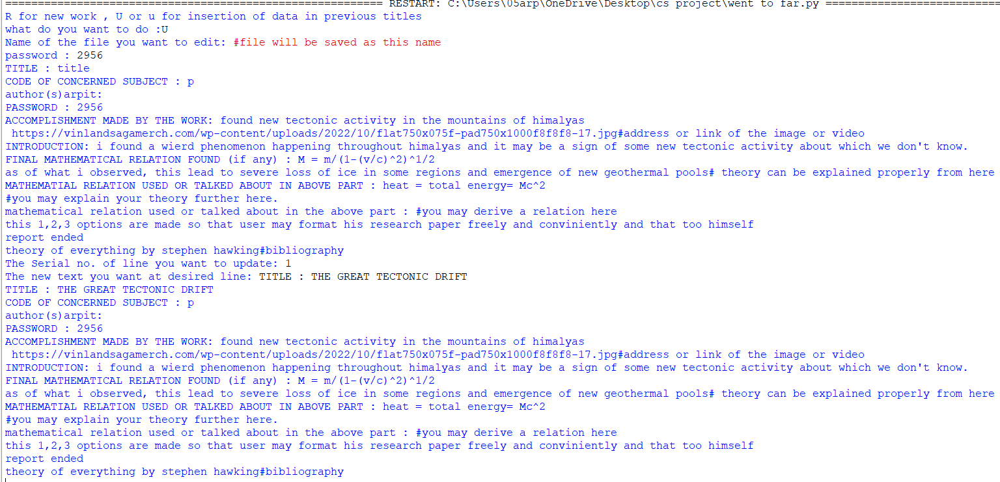 ================================================================ RESTART: C:\Users\05arp\OneDrive\Desktop\cs project\went to far.py ===========================
R for new work , U or u for insertion of data in previous titles
what do you want to do :U
Name of the file you want to edit: #file will be saved as this name
password : 2956
TITLE : title
CODE OF CONCERNED SUBJECT : p
author(s)arpit:
PASSWORD : 2956
ACCOMPLISHMENT MADE BY THE WORK: found new tectonic activity in the mountains of himalyas
https://vinlandsagamerch.com/wp-content/uploads/2022/10/flat750x075f-pad750x1000f8f8f8-17.jpg#address or link of the image or video
INTRODUCTION: i found a wierd phenomenon happening throughout himalyas and it may be a sign of some new tectonic activity about which we don't know.
FINAL MATHEMATICAL RELATION FOUND (if any) : M = m/(1-(v/c)^2)^1/2
as of what i observed, this lead to severe loss of ice in some regions and emergence of new geothermal pools# theory can be explained properly from here
MATHEMATIAL RELATION USED OR TALKED ABOUT IN ABOVE PART : heat = total energy= Mc^2
#you may explain your theory further here.
mathematical relation used or talked about in the above part : #you may derive a relation here
this 1,2,3 options are made so that user may format his research paper freely and conviniently and that too himself
report ended
theory of everything by stephen hawking#bibliography
The Serial no. of line you want to update: 1
The new text you want at desired line: TITLE : THE GREAT TECTONIC DRIFT
TITLE : THE GREAT TECTONIC DRIFT
CODE OF CONCERNED SUBJECT : p
author(s)arpit:
PASSWORD : 2956
ACCOMPLISHMENT MADE BY THE WORK: found new tectonic activity in the mountains of himalyas
https://vinlandsagamerch.com/wp-content/uploads/2022/10/flat750x075f-pad750x1000f8f8f8-17.jpg#address or link of the image or video
INTRODUCTION: i found a wierd phenomenon happening throughout himalyas and it may be a sign of some new tectonic activity about which we don't know.
FINAL MATHEMATICAL RELATION FOUND (if any) : M = m/(1-(v/c)^2)^1/2
as of what i observed, this lead to severe loss of ice in some regions and emergence of new geothermal pools# theory can be explained properly from here
MATHEMATIAL RELATION USED OR TALKED ABOUT IN ABOVE PART : heat = total energy= Mc^2
#you may explain your theory further here.
mathematical relation used or talked about in the above part : #you may derive a relation here
this 1,2,3 options are made so that user may format his research paper freely and conviniently and that too himself
report ended
theory of everything by stephen hawking#bibliography